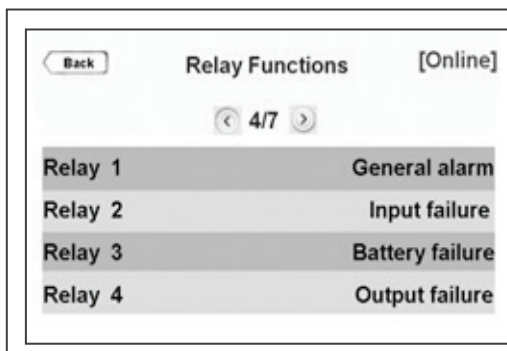 Back Relay Functions [Online]
4/7
Relay 1 General alarm
Relay 2 Input failure
Relay 3 Battery failure
Relay 4 Output failure